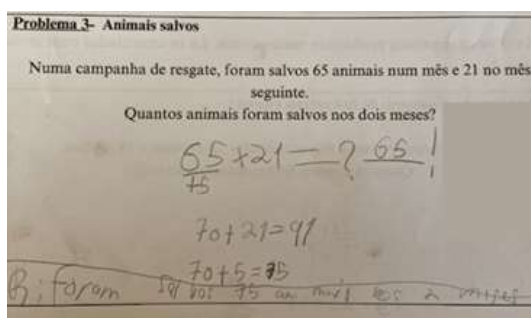 Problema 3- Animais salvos
Numa campanha de resgate, foram salvos 65 animais num mês e 21 no mês
seguinte.
Quantos animais foram salvos nos dois meses?
65+21=? 65
75
70+21=91
70+5=75
R: foram 75